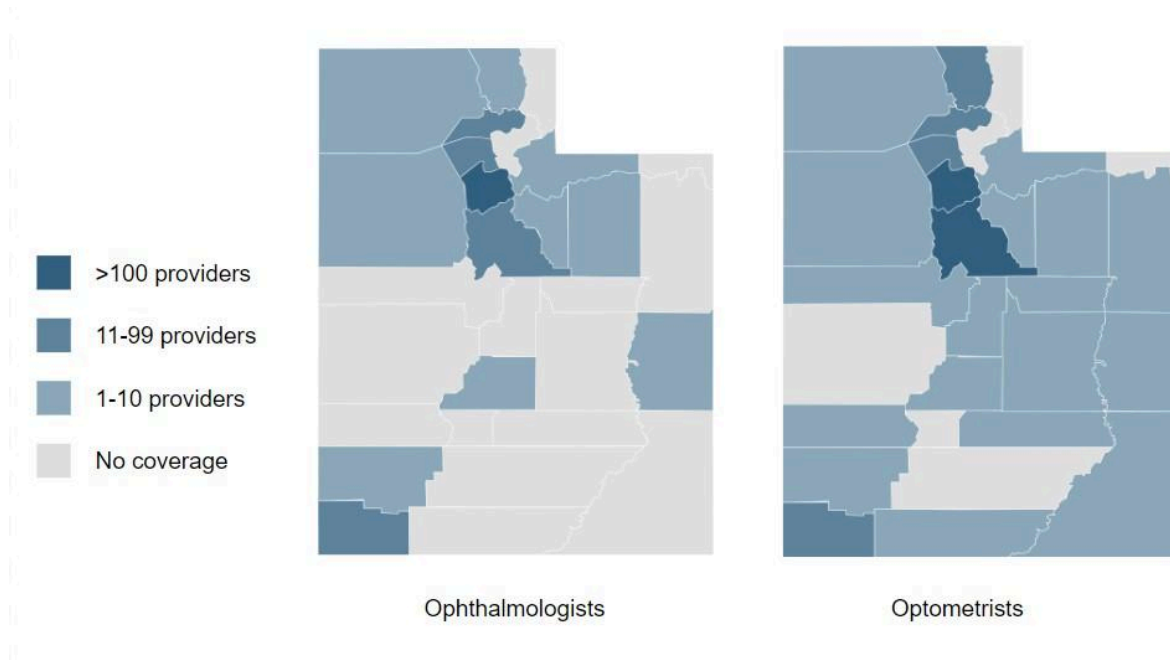 >100 providers
11-99 providers
1-10 providers
No coverage
Ophthalmologists
Optometrists